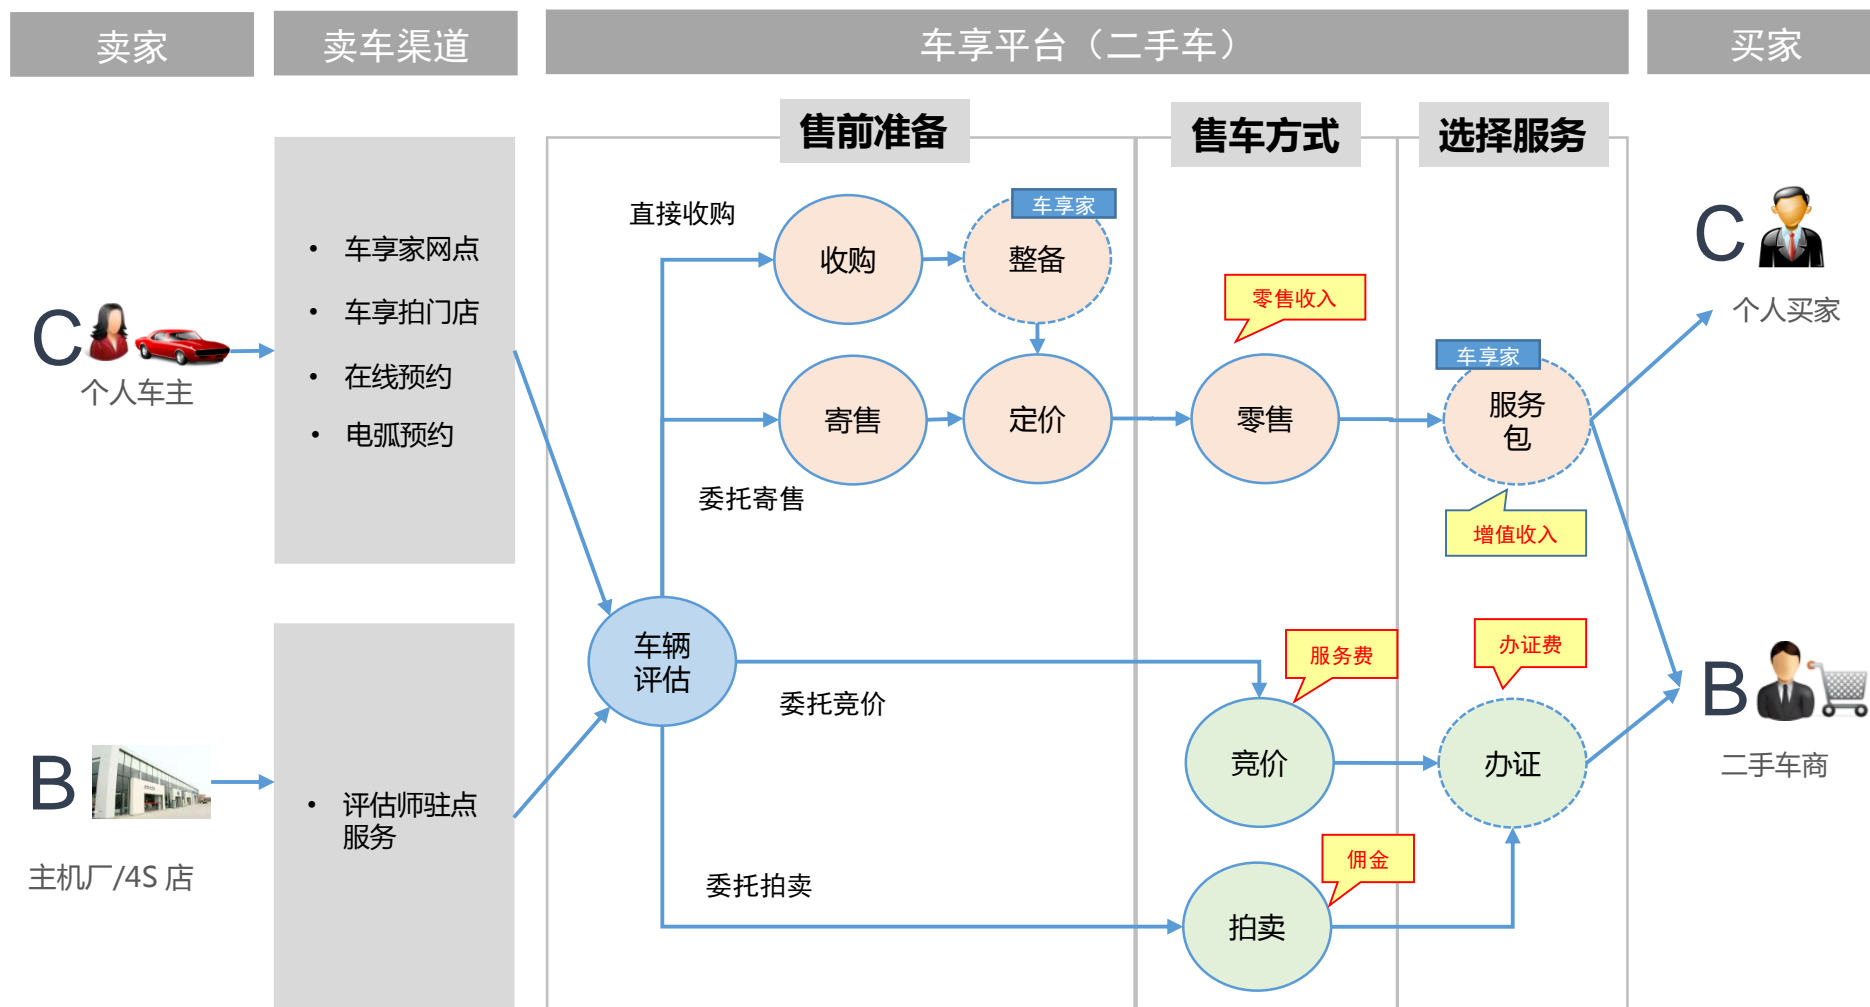 卖家
卖车渠道
车享平台（二手车）
买家
售前准备
售车方式
选择服务
• 车享家网点
• 车享拍门店
• 在线预约
• 电弧预约
C
个人车主
B
主机厂/4S 店
• 评估师驻点
服务
直接收购
收购
车享家
整备
寄售
定价
委托寄售
车辆
评估
委托竞价
委托拍卖
零售收入
零售
车享家
服务
包
增值收入
服务费
竞价
办证费
办证
佣金
拍卖
C
个人买家
B
二手车商